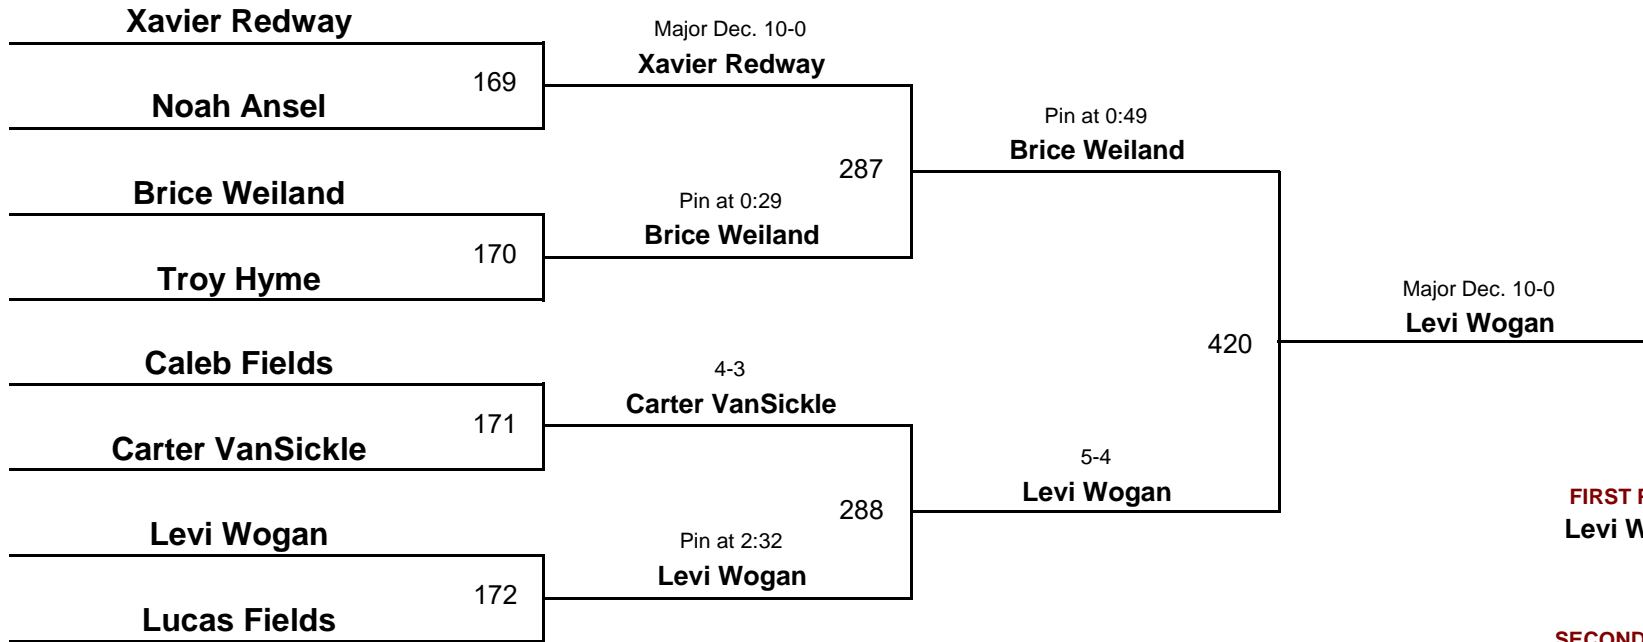 Xavier Redway
Major Dec. 10-0
Xavier Redway
169
Noah Ansel
Pin at 0:49
Brice Weiland
287
Brice Weiland
Pin at 0:29
Brice Weiland
170
Troy Hyme
Major Dec. 10-0
Levi Wogan
420
Caleb Fields
4-3
Carter VanSickle
171
Carter VanSickle
5-4
Levi Wogan
FIRST
Levi W
288
Levi Wogan
Pin at 2:32
Levi Wogan
172
Lucas Fields
SECOND